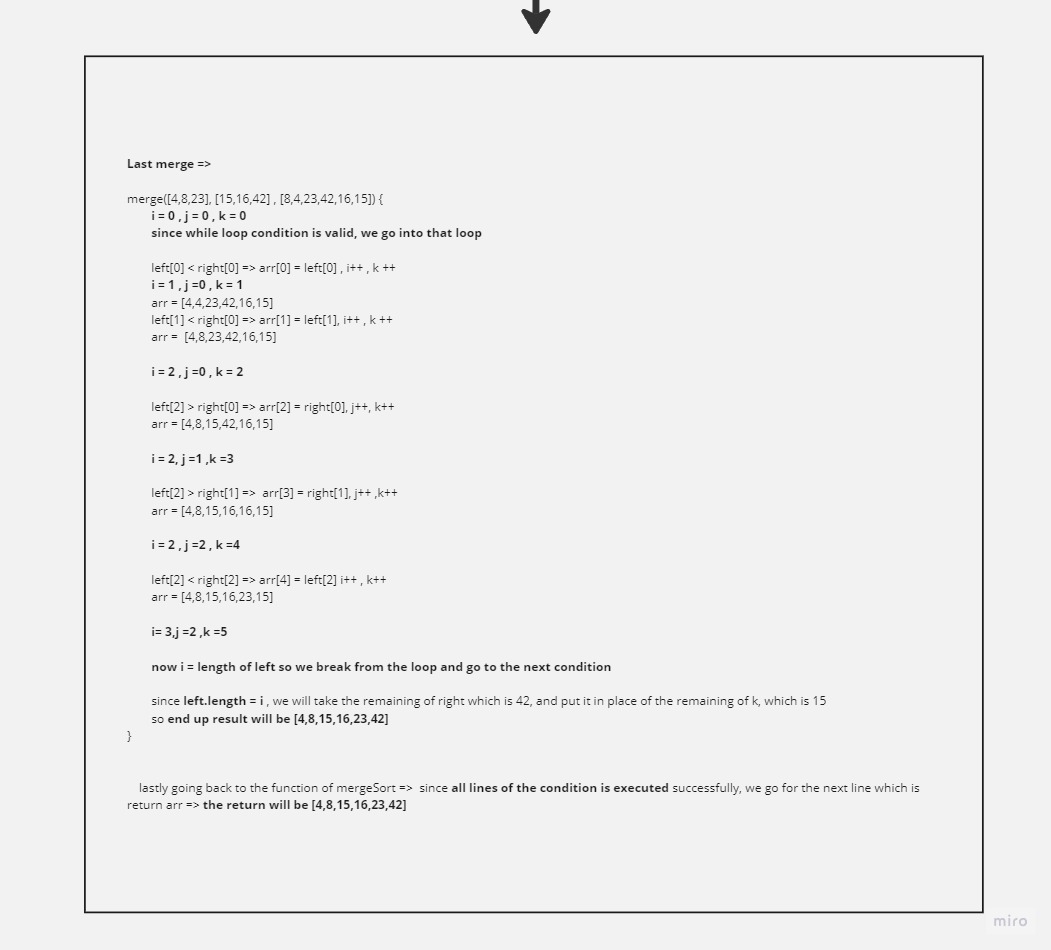 Last merge =>
merge([4,8,23], [15,16,42] , [8,4,23,42,16,15]) {
i = 0 , j = 0 , k = 0
since while loop condition is valid, we go into that loop
left[0] < right[0] => arr[0] = left[0] , i++ , k ++
i = 1 , j =0 , k = 1
arr = [4,4,23,42,16,15]
left[1] < right[0] => arr[1] = left[1], i++ , k ++
arr =  [4,8,23,42,16,15]
i = 2 , j =0 , k = 2
left[2] > right[0] => arr[2] = right[0], j++, k++
arr = [4,8,15,42,16,15]
i = 2, j =1 ,k =3
left[2] > right[1] =>  arr[3] = right[1], j++ ,k++
arr = [4,8,15,16,16,15]
i = 2 , j =2 , k =4
left[2] < right[2] => arr[4] = left[2] i++ , k++
arr = [4,8,15,16,23,15]
i= 3,j =2 ,k =5
now i = length of left so we break from the loop and go to the next condition
since left.length = i , we will take the remaining of right which is 42, and put it in place of the remaining of k, which is 15
so end up result will be [4,8,15,16,23,42]
}
lastly going back to the function of mergeSort =>  since all lines of the condition is executed successfully, we go for the next line which is
return arr => the return will be [4,8,15,16,23,42]
miro